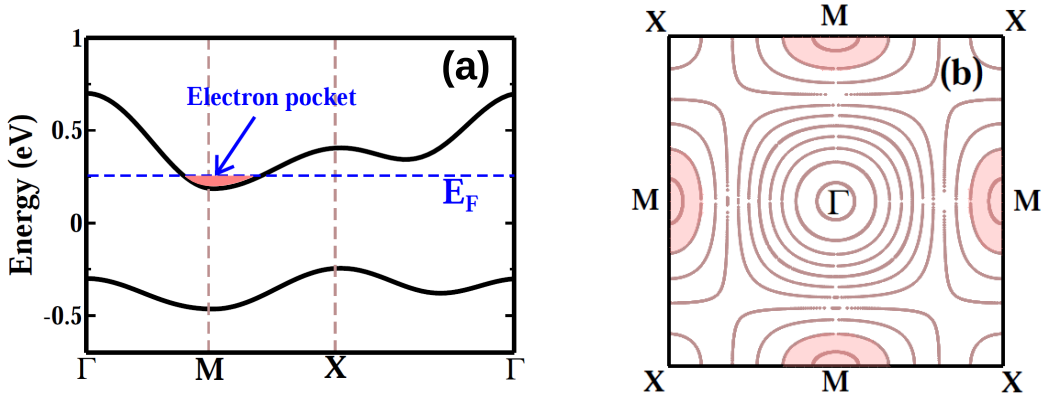 (a)
Electron pocket
E_F
Energy (eV)
1
0.5
0
-0.5
Γ M X Γ
X M X
(b)
M Γ M
X M X